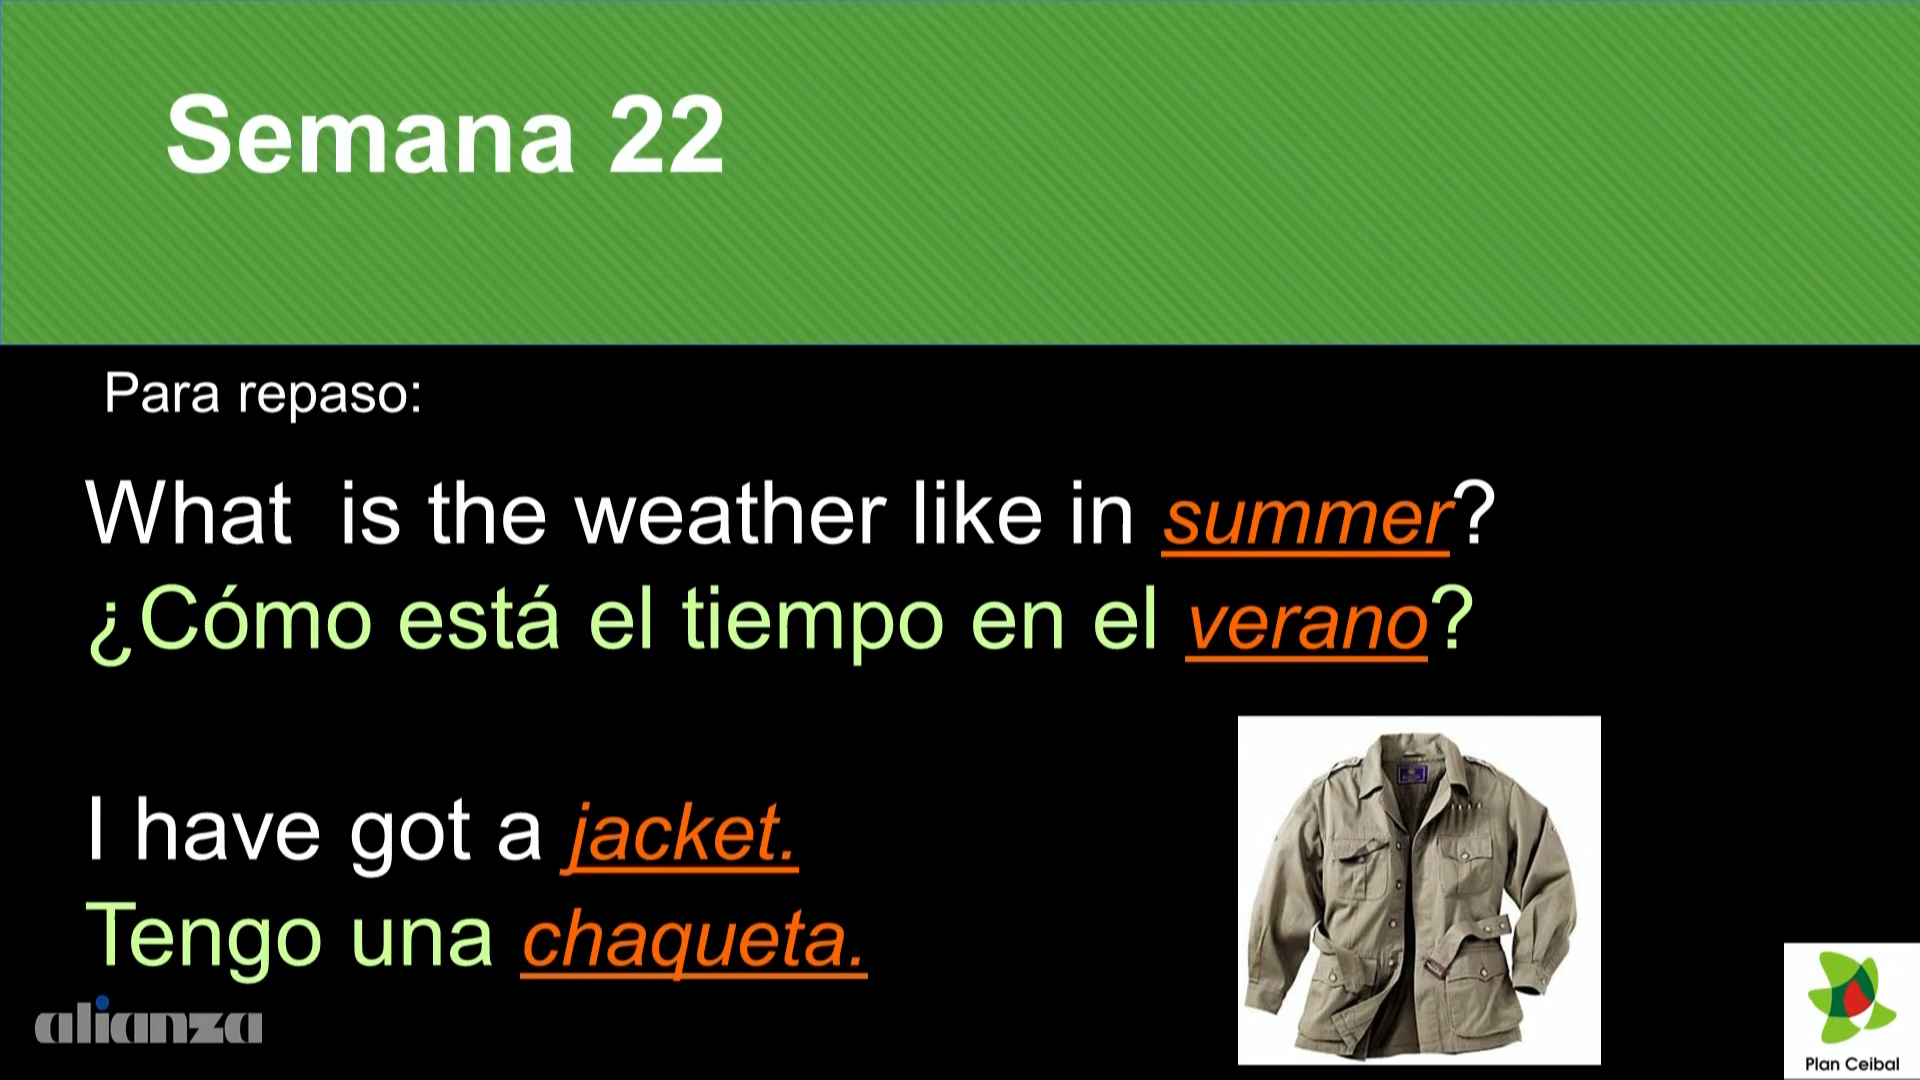 Semana 22
Para repaso:
What  is the weather like in summer?
¿Cómo está el tiempo en el verano?
I have got a jacket.
Tengo una chaqueta.
alianza
Plan Ceibal